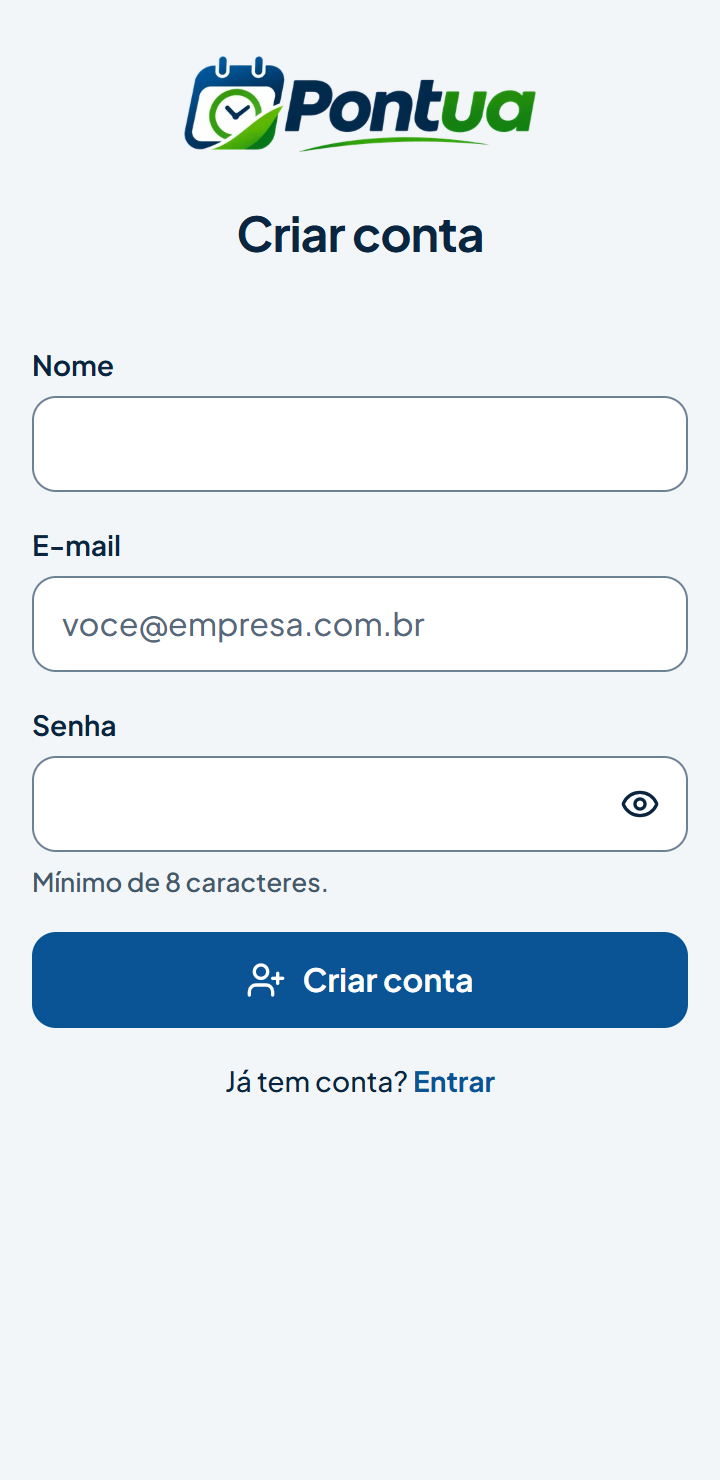 Pontua
Criar conta
Nome
E-mail
voce@empresa.com.br
Senha
Mínimo de 8 caracteres.
Criar conta
Já tem conta? Entrar